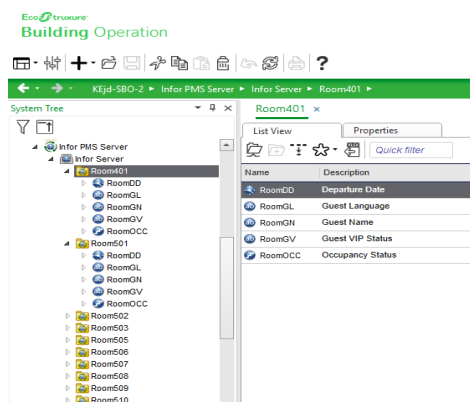 EcoStruxure
Building Operation
?
KEjd-SBO-2 ► Infor PMS Server ► Infor Server ► Room401 ►
System Tree
Room401 ×
List View Properties
Quick filter
Name Description
RoomDD Departure Date
RoomGL Guest Language
RoomGN Guest Name
RoomGV Guest VIP Status
RoomOCC Occupancy Status
Infor PMS Server
Infor Server
Room401
RoomDD
RoomGL
RoomGN
RoomGV
RoomOCC
Room501
RoomDD
RoomGL
RoomGN
RoomGV
RoomOCC
Room502
Room503
Room505
Room506
Room507
Room508
Room509
Room510